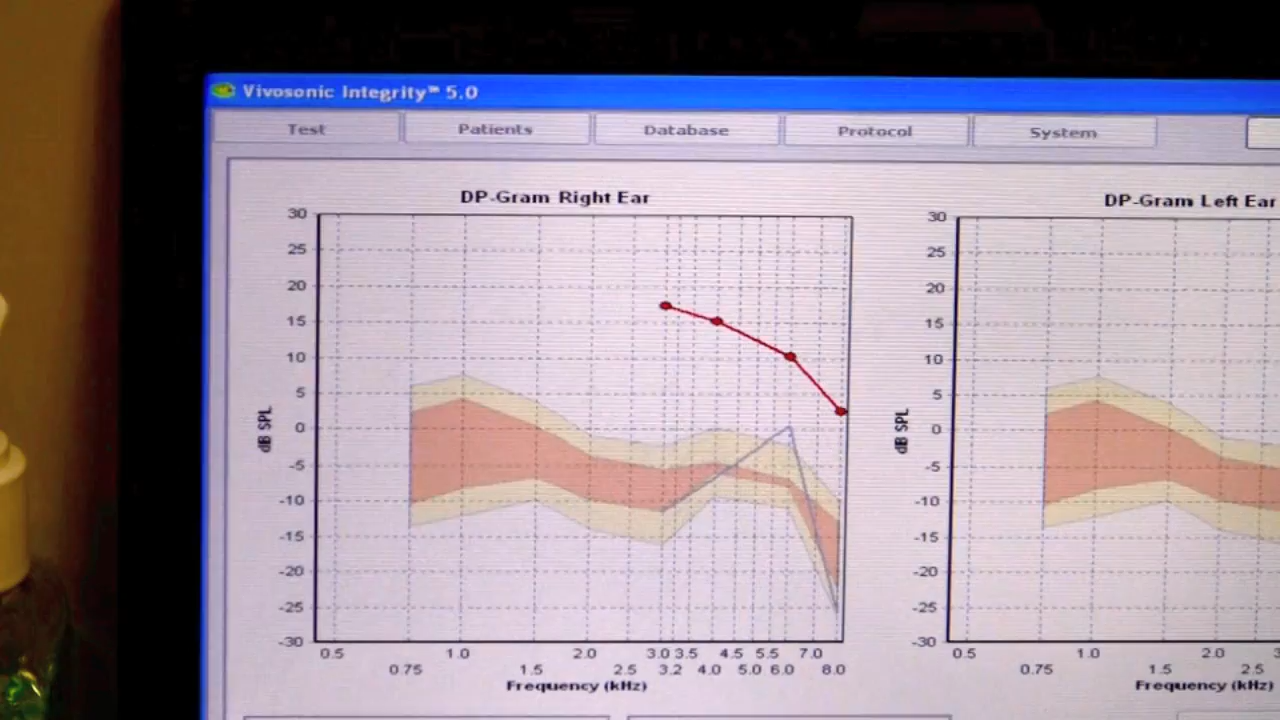 Vivosonic Integrity™ 5.0
Test Patients Database Protocol System
DP-Gram Right Ear
30
25
20
15
10
5
0
-5
-10
-15
-20
-25
-30
dB SPL
0.5 1.0 2.0 3.0 3.5 4.5 5.5 7.0
0.75 1.5 2.5 3.2 4.0 5.0 6.0 8.0
Frequency (kHz)
DP-Gram Left Ear
30
25
20
15
10
5
0
-5
-10
-15
-20
-25
-30
dB SPL
0.5 1.0 2.0
0.75 1.5 2.5
Frequency (kHz)